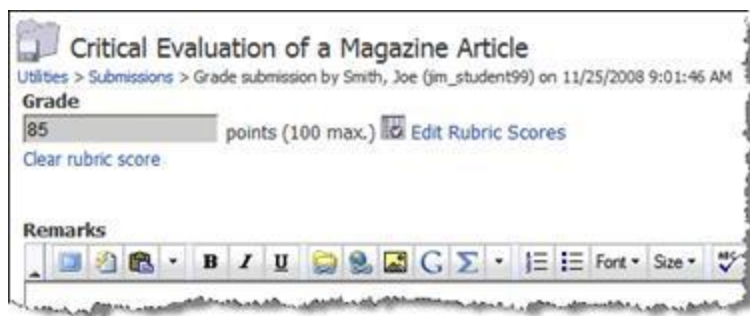 Critical Evaluation of a Magazine Article
Utilities > Submissions > Grade submission by Smith, Joe (jim_student99) on 11/25/2008 9:01:46 AM
Grade
85 points (100 max.) Edit Rubric Scores
Clear rubric score
Remarks
B I U G Σ Font Size ABC